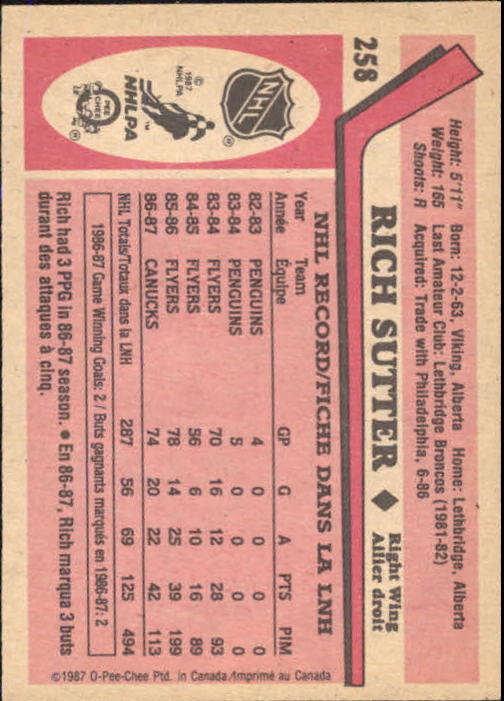 258
Height: 5'11" Born: 12-2-63, Viking, Alberta Home: Lethbridge, Alberta
Weight: 165 Last Amateur Club: Lethbridge Broncos (1981-82)
Shoots: R Acquired: Trade with Philadelphia, 6-86
RICH SUTTER ◆ Right Wing
Ailier droit
NHL RECORD/FICHE DANS LA LNH
Year Team
Année Équipe GP G A PTS PIM
82-83 PENGUINS 4 0 0 0 0
83-84 PENGUINS 5 0 0 0 0
83-84 FLYERS 70 16 12 28 93
84-85 FLYERS 56 6 10 16 89
85-86 FLYERS 78 14 25 39 199
86-87 CANUCKS 74 20 22 42 113
NHL Totals/Totaux dans la LNH 287 56 69 125 494
1986-87 Game Winning Goals: 2 / Buts gagnants marqués en 1986-87: 2
Rich had 3 PPG in 86-87 season. ● En 86-87, Rich marqua 3 buts
durant des attaques à cinq.
NHL
®
© 1987
NHLPA
NHLPA
™
O PEE CHEE
®
©1987 O-Pee-Chee Ptd. in Canada/Imprimé au Canada